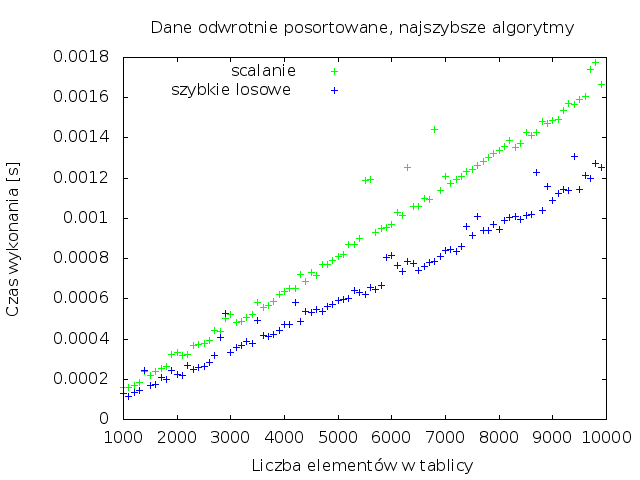 Dane odwrotnie posortowane, najszybsze algorytmy
scalanie
szybkie losowe
Czas wykonania [s]
0.0018
0.0016
0.0014
0.0012
0.001
0.0008
0.0006
0.0004
0.0002
0
1000 2000 3000 4000 5000 6000 7000 8000 9000 10000
Liczba elementów w tablicy